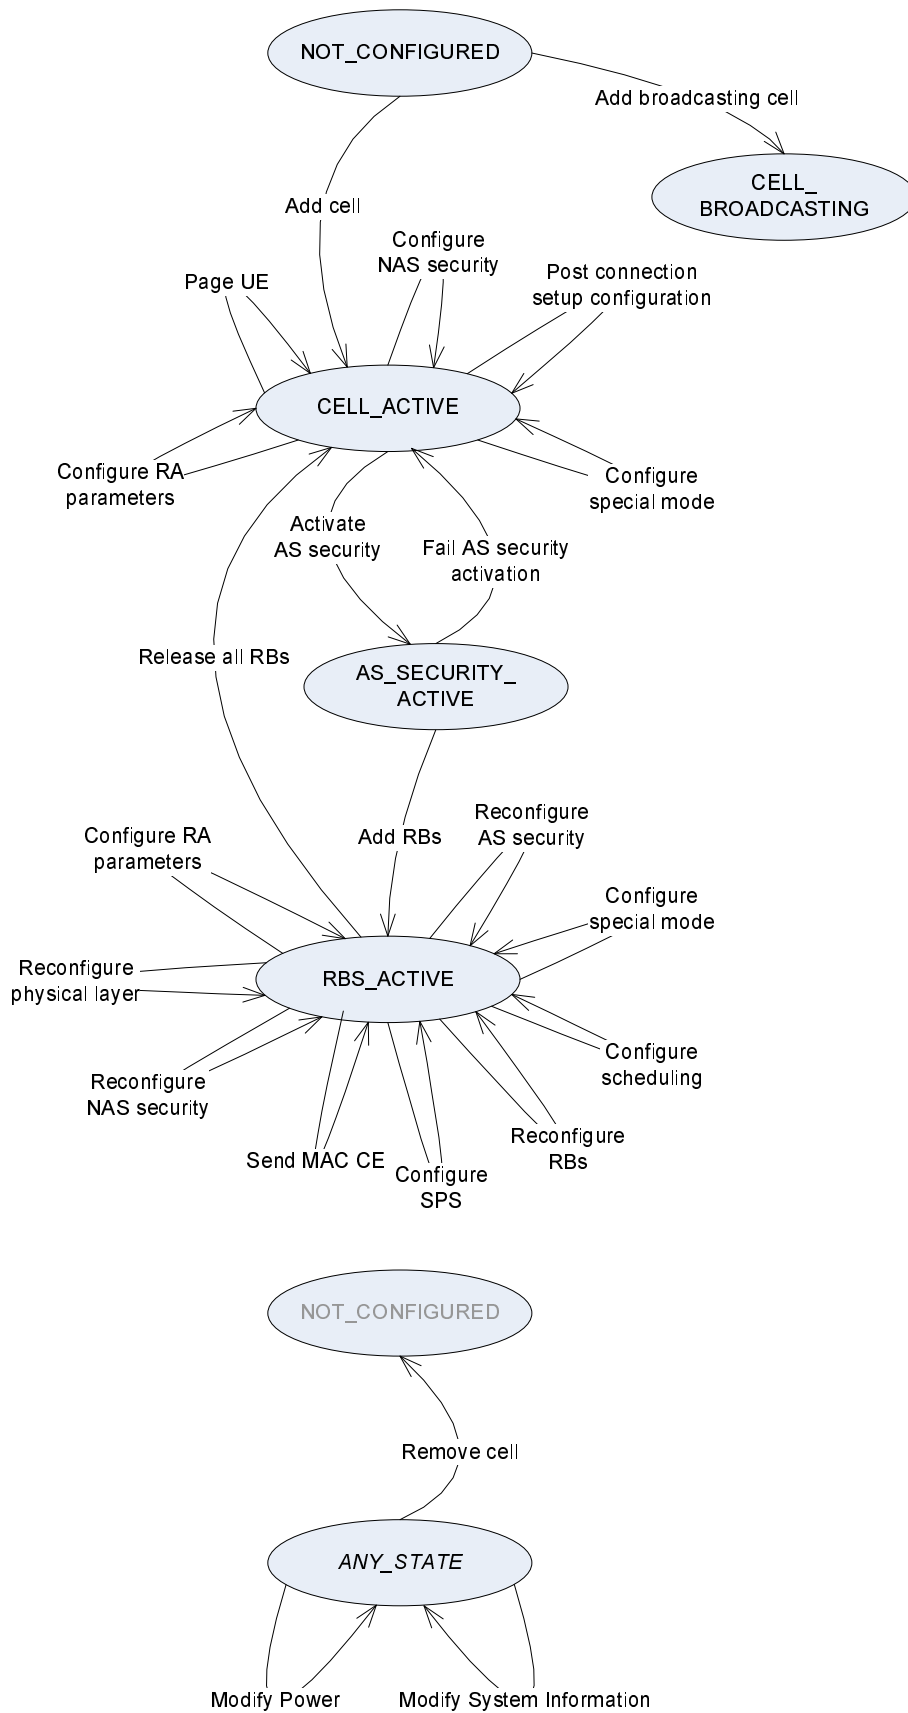 NOT_CONFIGURED
Add broadcasting cell
CELL_
BROADCASTING
Add cell
Configure
NAS security
Page UE
Post connection
setup configuration
CELL_ACTIVE
Configure RA
parameters
Configure
special mode
Activate
AS security
Fail AS security
activation
Release all RBs
AS_SECURITY_
ACTIVE
Add RBs
Reconfigure
AS security
Configure RA
parameters
Configure
special mode
Reconfigure
physical layer
RBS_ACTIVE
Configure
scheduling
Reconfigure
NAS security
Send MAC CE
Configure
SPS
Reconfigure
RBs
NOT_CONFIGURED
Remove cell
ANY_STATE
Modify Power
Modify System Information